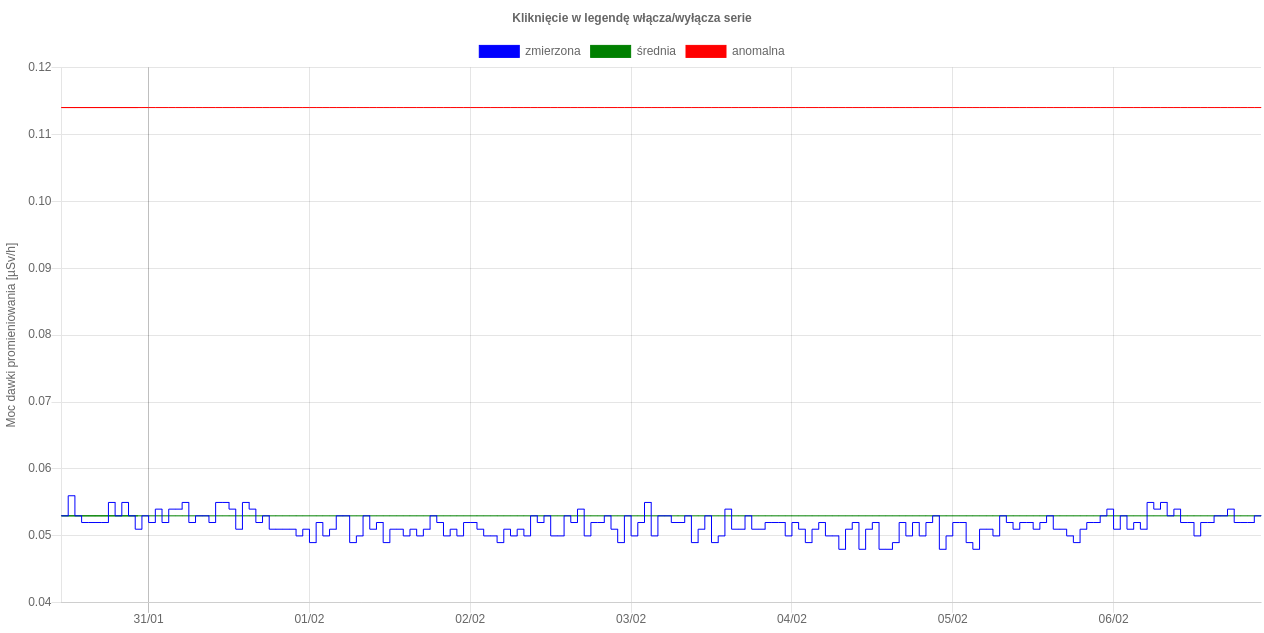 Kliknięcie w legendę włącza/wyłącza serie
zmierzona średnia anomalna
0.12
0.11
0.10
0.09
0.08
0.07
0.06
0.05
0.04
Moc dawki promieniowania [µSv/h]
31/01 01/02 02/02 03/02 04/02 05/02 06/02